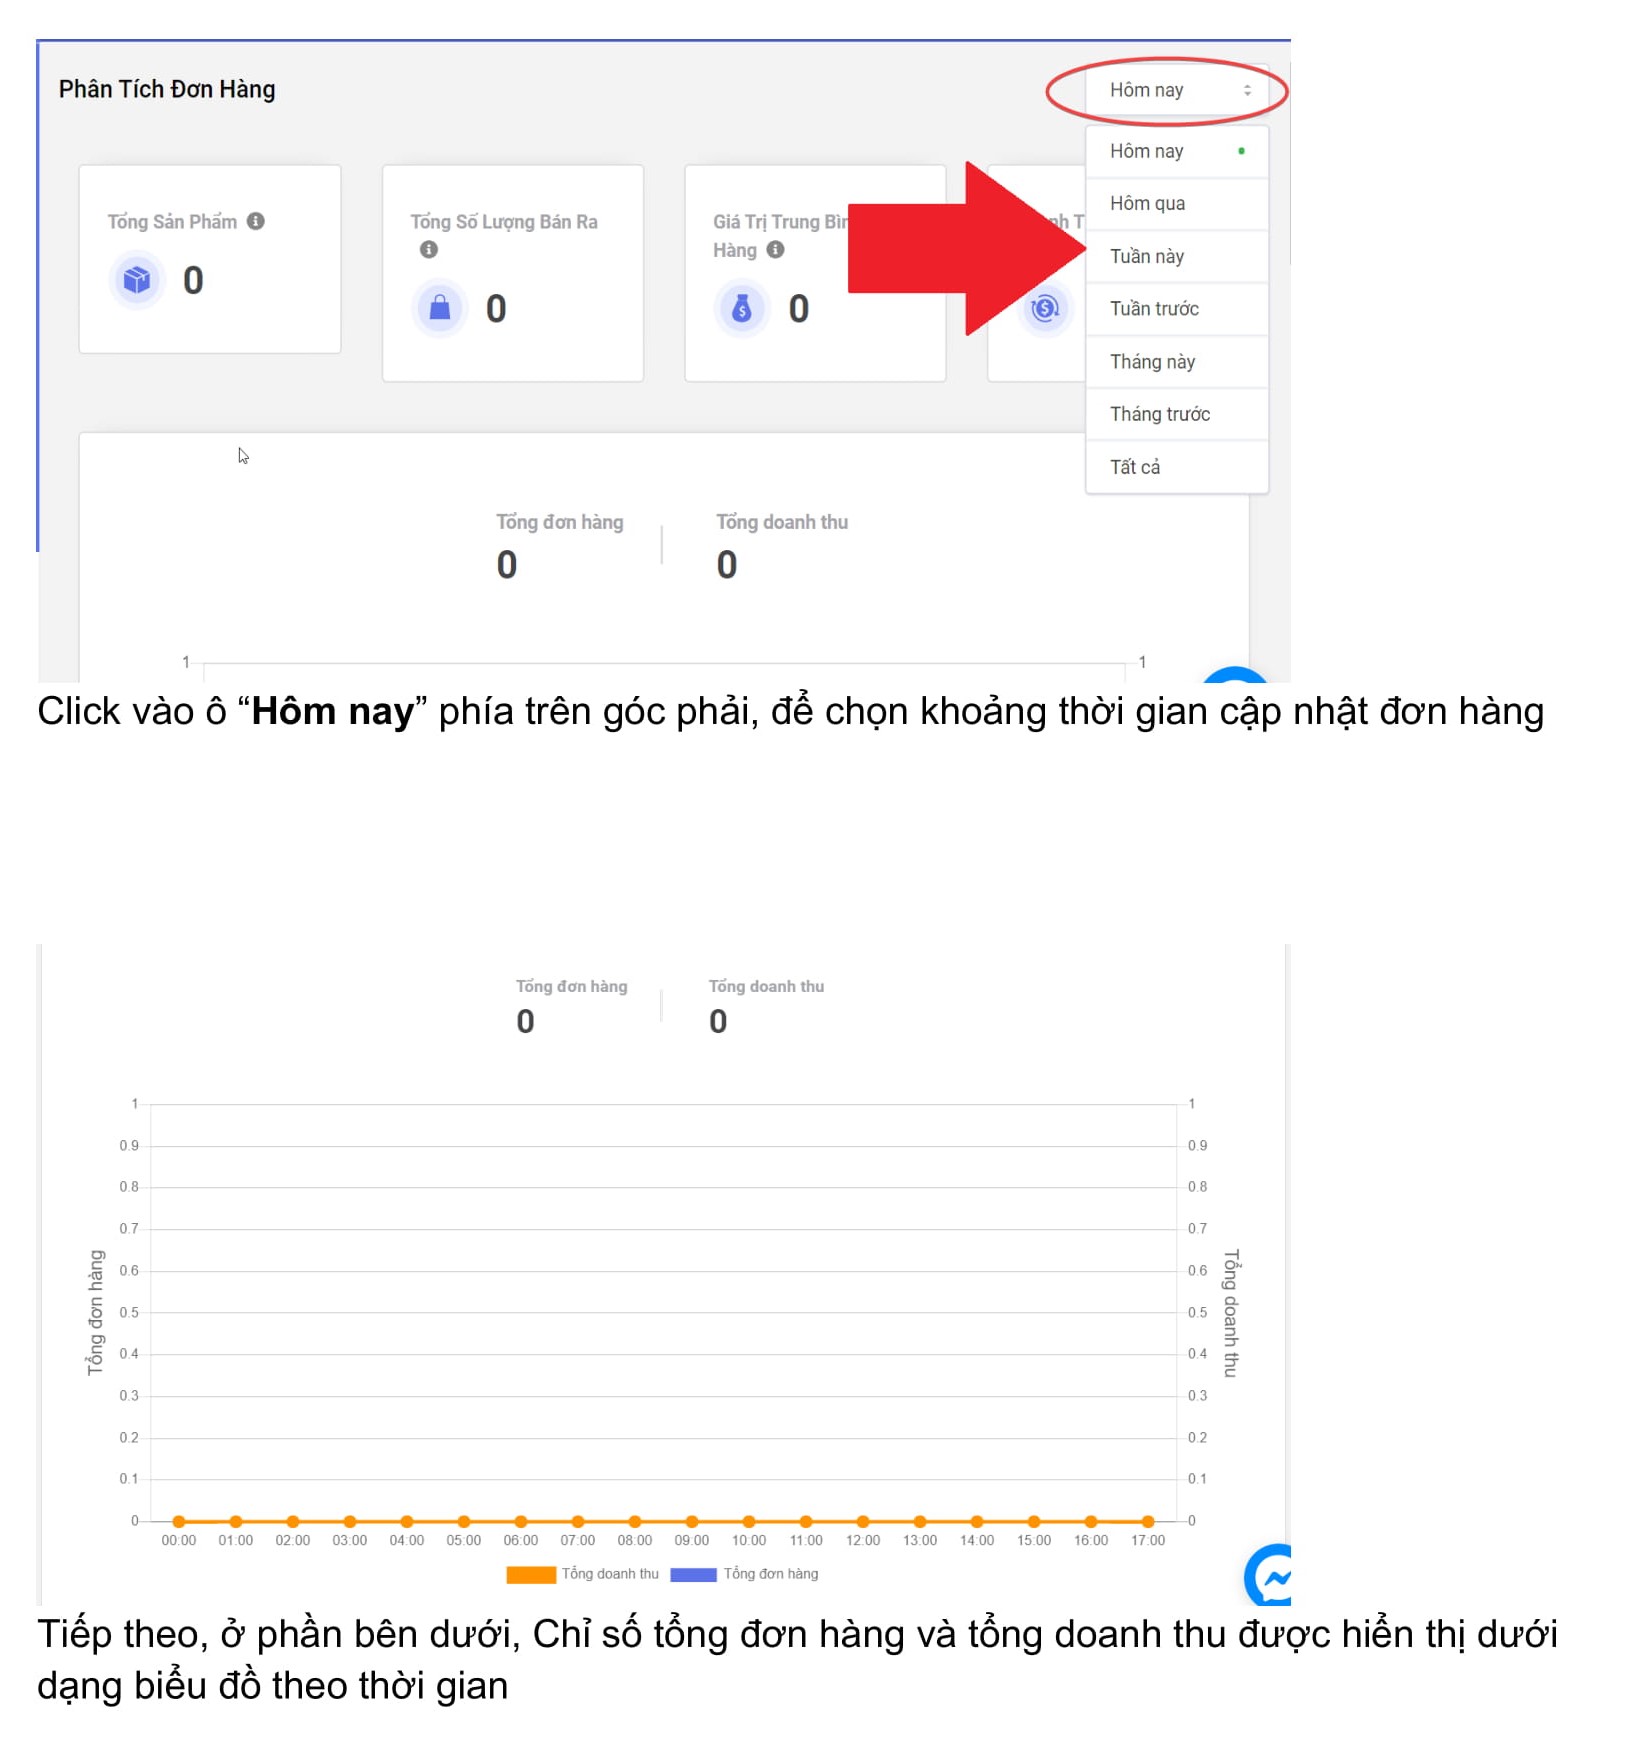 Phân Tích Đơn Hàng
Hôm nay
Hôm nay
Hôm qua
Tuần này
Tuần trước
Tháng này
Tháng trước
Tất cả
Tổng Sản Phẩm
0
Tổng Số Lượng Bán Ra
0
Giá Trị Trung
Hàng
0
Tổng đơn hàng
0
Tổng doanh thu
0
1
1
Click vào ô “Hôm nay” phía trên góc phải, để chọn khoảng thời gian cập nhật đơn hàng
Tổng đơn hàng
0
Tổng doanh thu
0
1 1
0.9 0.9
0.8 0.8
0.7 0.7
0.6 0.6
0.5 0.5
0.4 0.4
0.3 0.3
0.2 0.2
0.1 0.1
0 0
Tổng đơn hàng
Tổng doanh thu
00:00 01:00 02:00 03:00 04:00 05:00 06:00 07:00 08:00 09:00 10:00 11:00 12:00 13:00 14:00 15:00 16:00 17:00
Tổng doanh thu Tổng đơn hàng
Tiếp theo, ở phần bên dưới, Chỉ số tổng đơn hàng và tổng doanh thu được hiển thị dưới
dạng biểu đồ theo thời gian